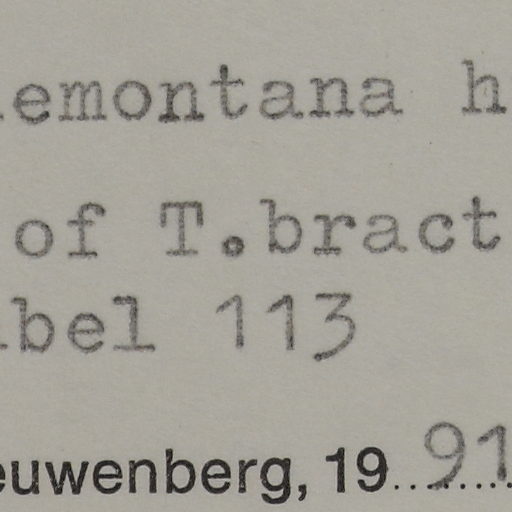 emontana h
of T.bract
bel 113
euwenberg, 19..91...